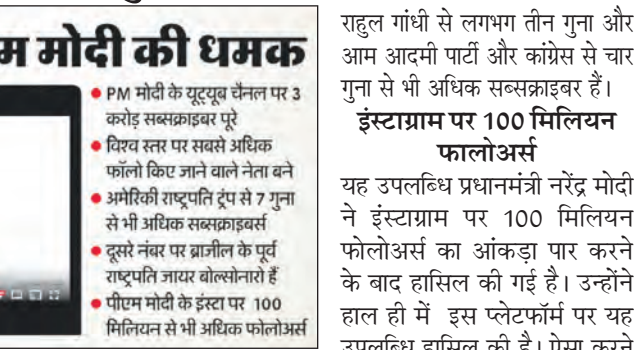 म मोदी की धमक
PM मोदी के यूट्यूब चैनल पर 3
करोड़ सब्सक्राइबर पूरे
विश्व स्तर पर सबसे अधिक
फॉलो किए जाने वाले नेता बने
अमेरिकी राष्ट्रपति ट्रंप से 7 गुना
से भी अधिक सब्सक्राइबर्स
दूसरे नंबर पर ब्राजील के पूर्व
राष्ट्रपति जायर बोल्सोनारो हैं
पीएम मोदी के इंस्टा पर 100
मिलियन से भी अधिक फोलोअर्स
राहुल गांधी से लगभग तीन गुना और
आम आदमी पार्टी और कांग्रेस से चार
गुना से भी अधिक सब्सक्राइबर हैं।
इंस्टाग्राम पर 100 मिलियन
फालोअर्स
यह उपलब्धि प्रधानमंत्री नरेंद्र मोदी
ने इंस्टाग्राम पर 100 मिलियन
फोलोअर्स का आंकड़ा पार करने
के बाद हासिल की गई है। उन्होंने
हाल ही में इस प्लेटफॉर्म पर यह
उपलब्धि हासिल की है। ऐसा करने